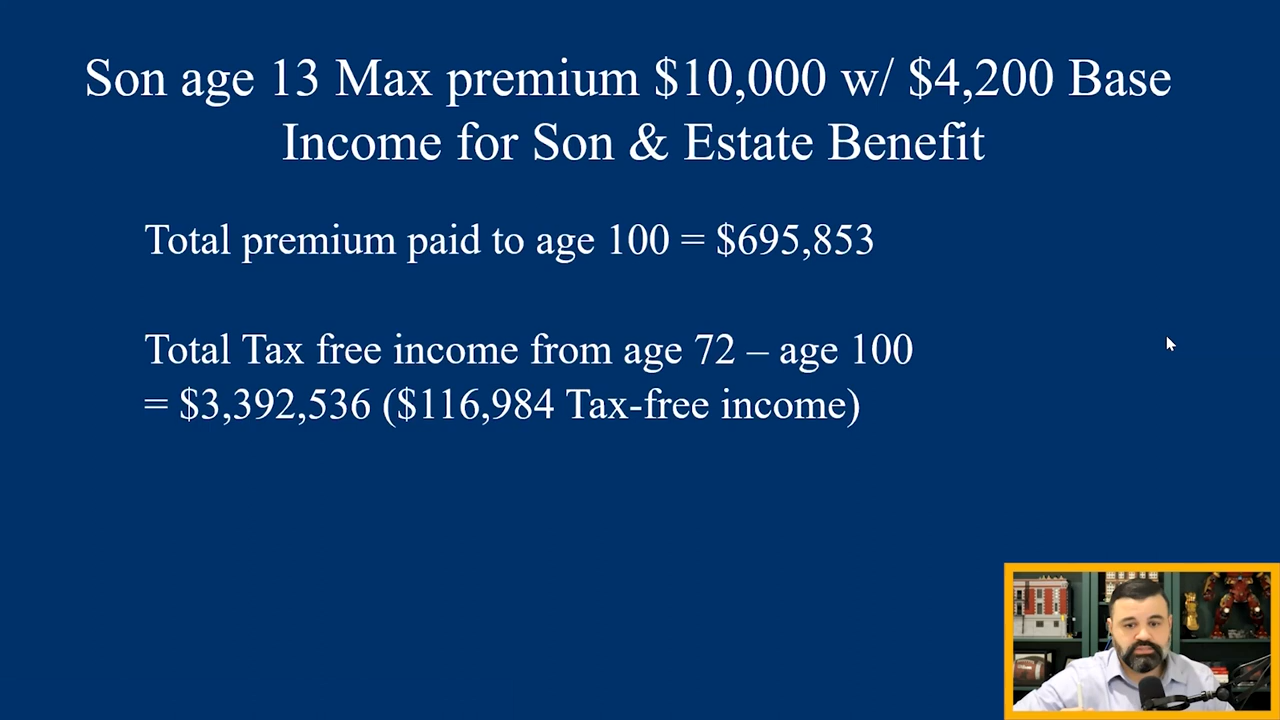 Son age 13 Max premium $10,000 w/ $4,200 Base
Income for Son & Estate Benefit
Total premium paid to age 100 = $695,853
Total Tax free income from age 72 – age 100
= $3,392,536 ($116,984 Tax-free income)